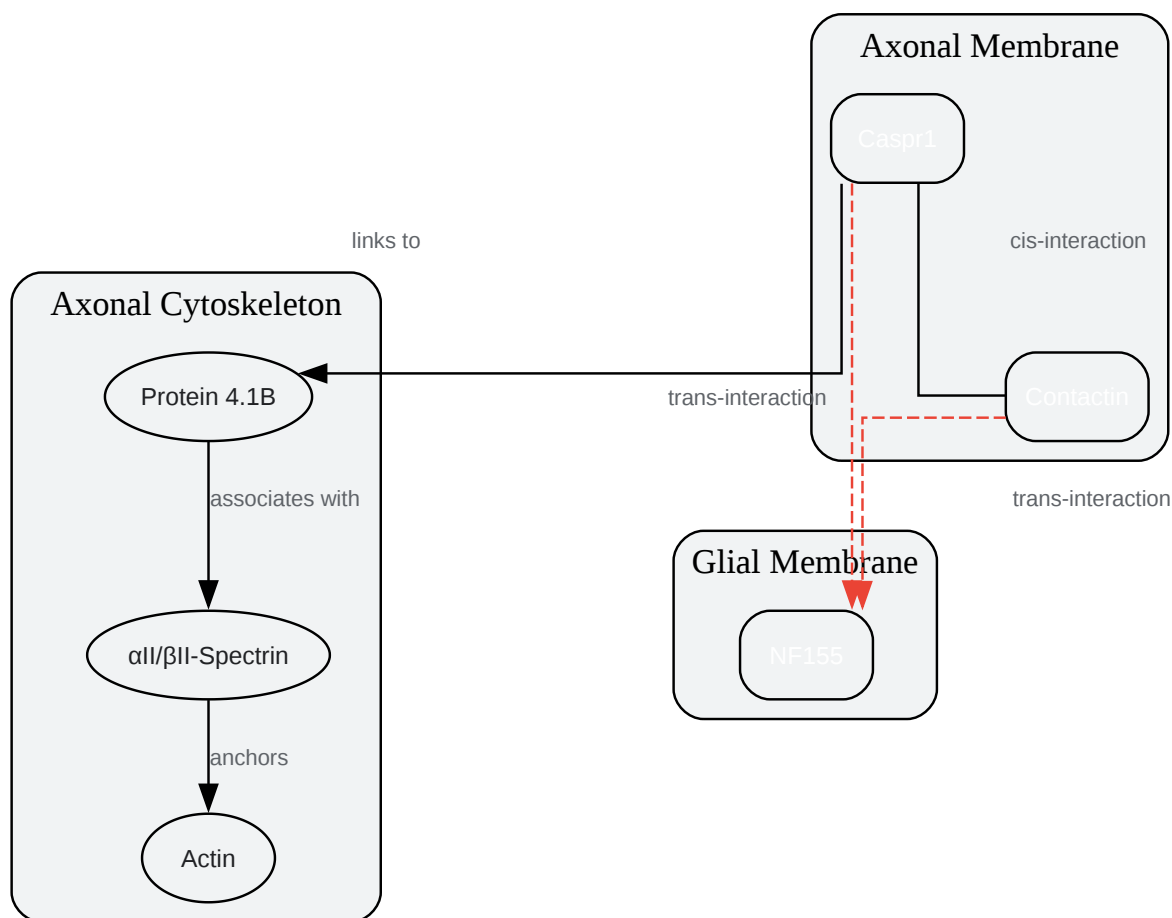 Axonal Membrane
Caspr1
links to
cis-interaction
Axonal Cytoskeleton
Protein 4.1B
trans-interaction
Contactin
associates with
trans-interaction
Glial Membrane
αII/βII-Spectrin
NF155
anchors
Actin